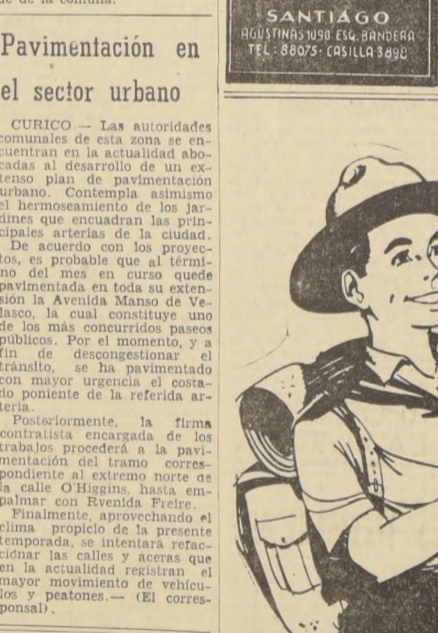 de de la comuna.
Pavimentación en
el sector urbano
CURICO.— Las autoridades
comunales de esta zona se en-
cuentran en la actualidad abo-
cadas al desarrollo de un ex-
tenso plan de pavimentación
urbano. Contempla asimismo
el hermoseamiento de los jar-
dines que encuadran las prin-
cipales arterias de la ciudad.
De acuerdo con los proyec-
tos, es probable que al térmi-
no del mes en curso quede
pavimentada en toda su exten-
sión la Avenida Manso de Ve-
lasco, la cual constituye uno
de los más concurridos paseos
públicos. Por el momento, y a
fin de descongestionar el
tránsito, se ha pavimentado
con mayor urgencia el costa-
do poniente de la referida ar-
teria.
Posteriormente, la firma
contratista encargada de los
trabajos procederá a la pavi-
mentación del tramo corres-
pondiente al extremo norte de
la calle O'Higgins, hasta em-
palmar con Rvenida Freire.
Finalmente, aprovechando el
clima propicio de la presente
temporada, se intentará refac-
cionar las calles y aceras que
en la actualidad registran el
mayor movimiento de vehícu-
los y peatones.— (El corres-
ponsal).
SANTIAGO
AGUSTINAS 1090 ESQ. BANDERA
TEL: 88075 - CASILLA 3898